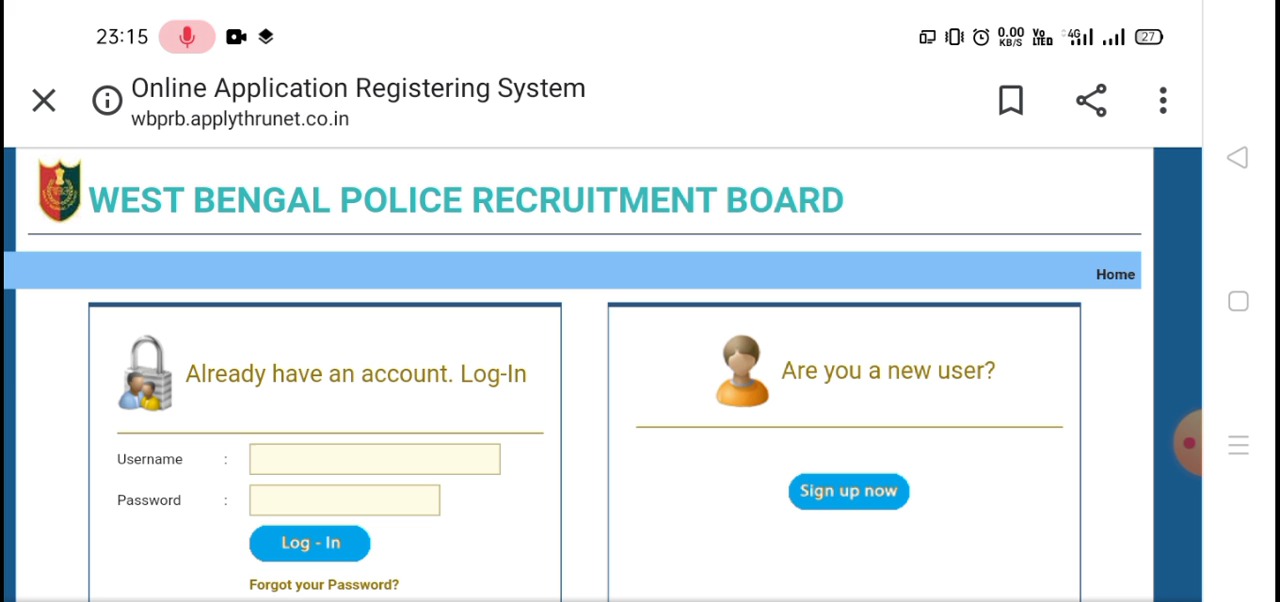 23:15
0.00
KB/S
Vo
LTED
4G
27
Online Application Registering System
wbprb.applythrunet.co.in
WEST BENGAL POLICE RECRUITMENT BOARD
Home
Already have an account. Log-In
Are you a new user?
Username :
Password :
Sign up now
Log - In
Forgot your Password?